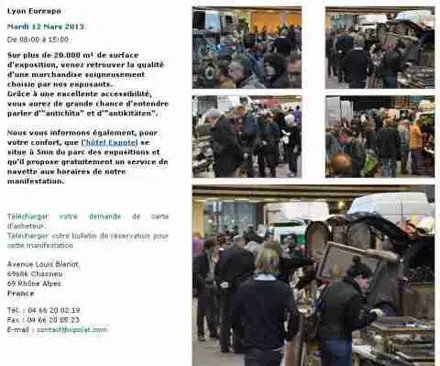 Lyon Eurexpo
Mardi 12 Mars 2013
De 08:00 à 15:00
Sur plus de 20.000 m² de surface
d'exposition, venez retrouver la qualité
d'une marchandise soigneusement
choisie par nos exposants.
Grâce à une excellente accessibilité,
vous aurez de grande chance d'entendre
parler d'"antichita" et d'"antikitäten".
Nous vous informons également, pour
votre confort, que l'hôtel Expotel se
situe à 5mn du parc des expositions et
qu'il propose gratuitement un service de
navette aux horaires de notre
manifestation.
Télécharger votre demande de carte
d'acheteur.
Télécharger votre bulletin de réservation pour
cette manifestation
Avenue Louis Bleriot
69686 Chassieu
69 Rhône Alpes
France
Tél. : 04 66 20 02 19
Fax : 04 66 20 05 23
E-mail :